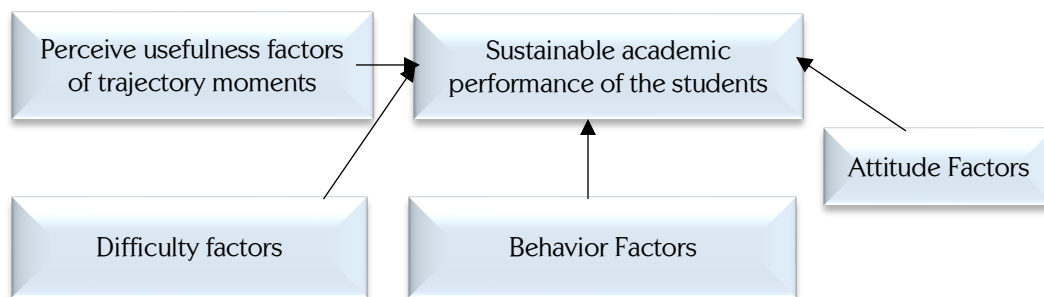 Perceive usefulness factors
of trajectory moments
Sustainable academic
performance of the students
Attitude Factors
Difficulty factors
Behavior Factors